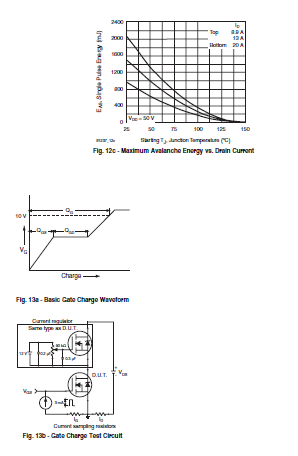 2400
2000
1600
1200
800
400
0
EAS, Single Pulse Energy (mJ)
ID
Top 8.9 A
13 A
Bottom 20 A
VDD = 50 V
25 50 75 100 125 150
Starting TJ, Junction Temperature (°C)
Fig. 12c - Maximum Avalanche Energy vs. Drain Current
QG
10 V
QGS
QGD
VG
Charge
Fig. 13a - Basic Gate Charge Waveform
Current regulator
Same type as D.U.T.
50 kΩ
12 V
0.2 µF
0.3 µF
D.U.T.
VDS
VGS
3 mA
IG ID
Current sampling resistors
Fig. 13b - Gate Charge Test Circuit